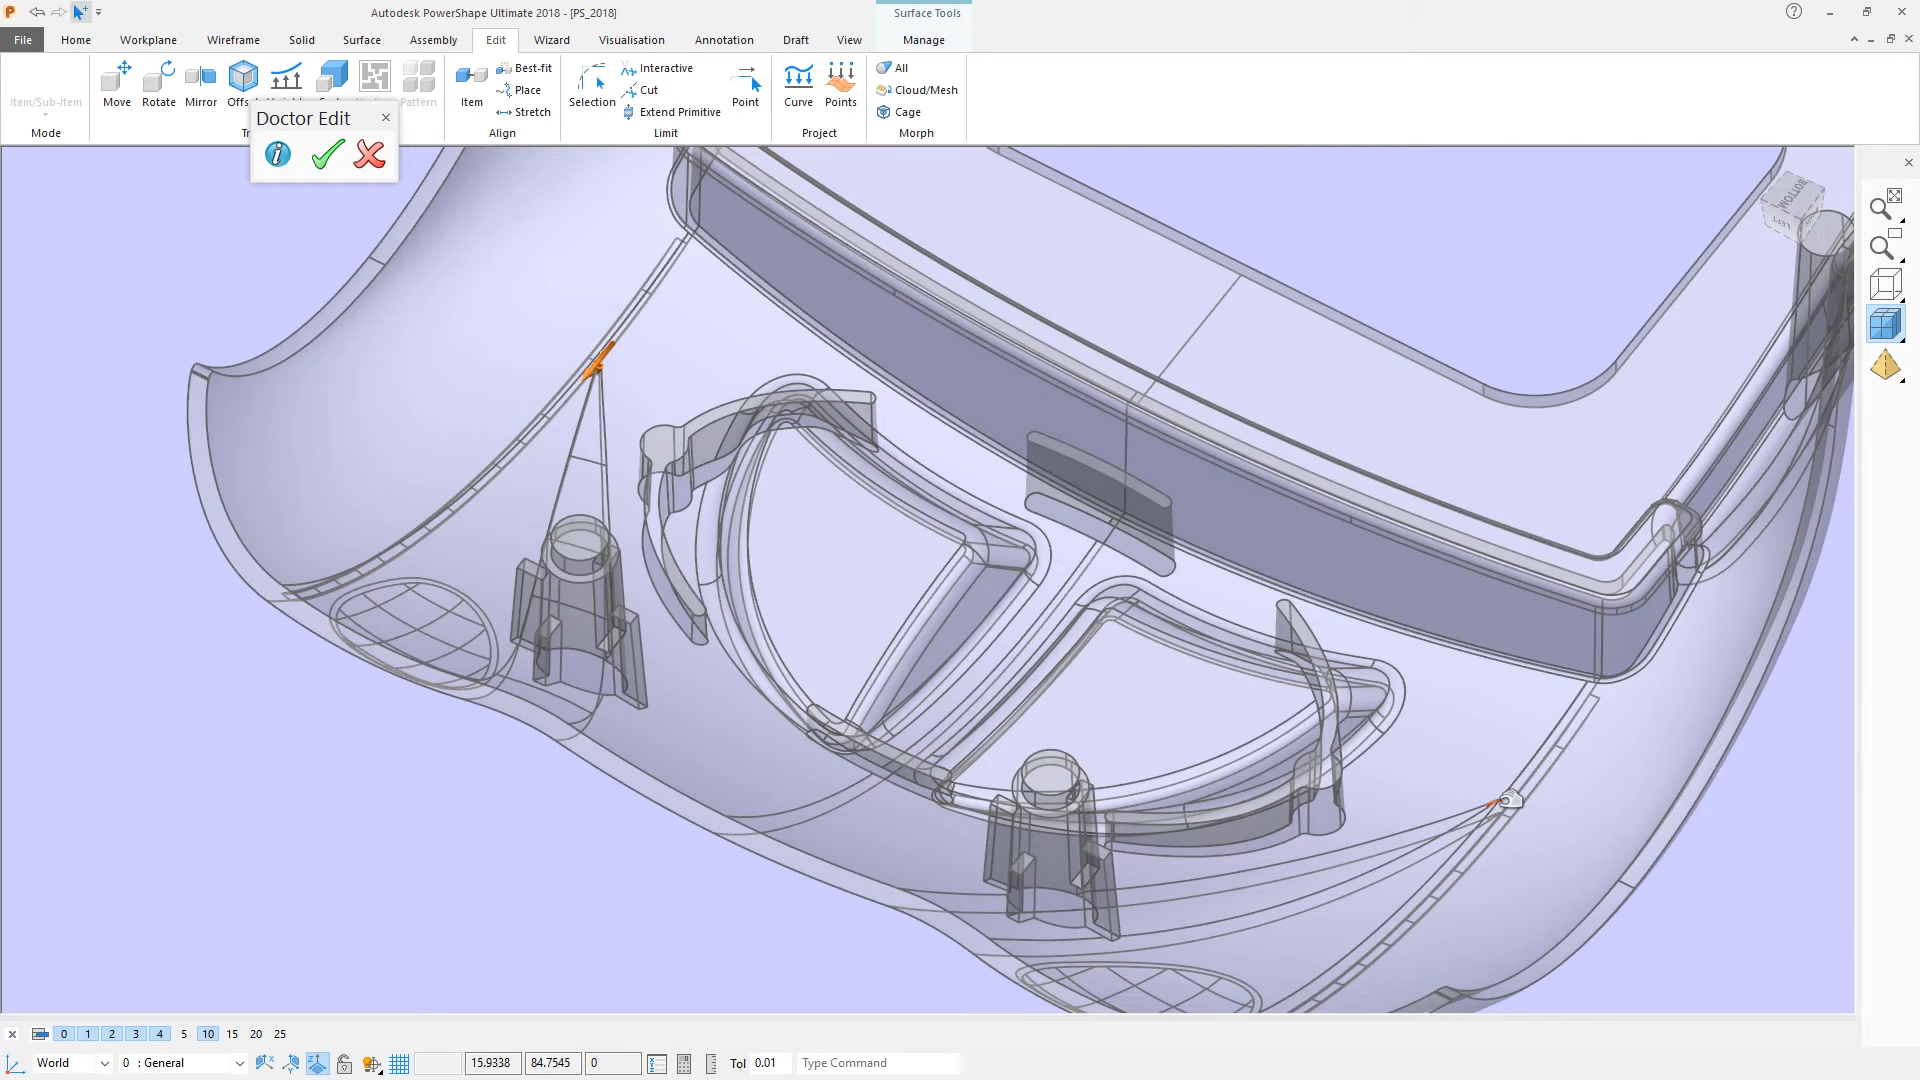 Autodesk PowerShape Ultimate 2018 - [PS_2018]
Surface Tools
File Home Workplane Wireframe Solid Surface Assembly Edit Wizard Visualisation Annotation Draft View Manage
Item/Sub-Item
Mode
Move Rotate Mirror Pattern
Item
Best-fit
Place
Stretch
Align
Selection
Interactive
Cut
Extend Primitive
Point
Limit
Curve Points
Project
All
Cloud/Mesh
Cage
Morph
Doctor Edit
BOTTOM
LEFT
0 1 2 3 4 5 10 15 20 25
World 0 : General 15.9338 84.7545 0 Tol 0.01 Type Command